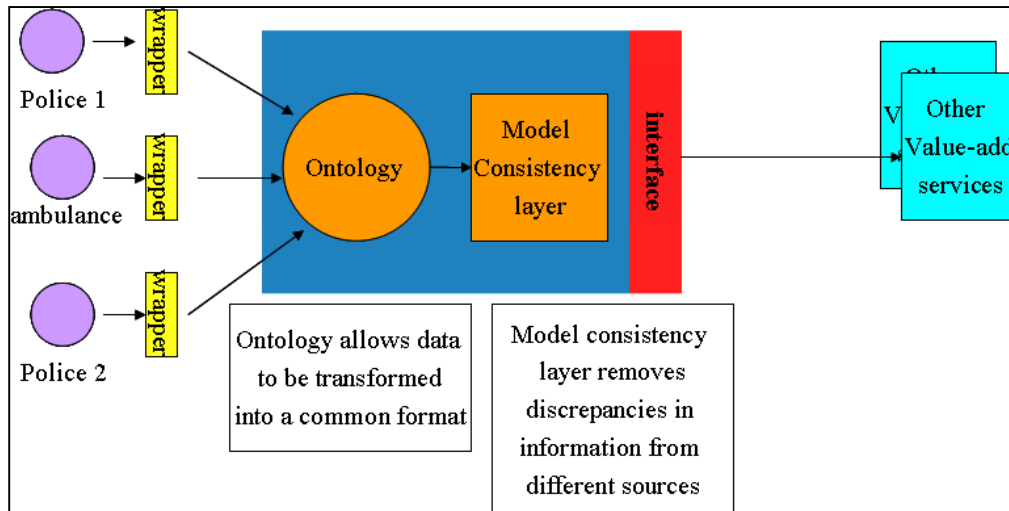 Police 1
wrapper
ambulance
wrapper
Police 2
wrapper
Ontology
Model
Consistency
layer
interface
Other
Value-add
services
Ontology allows data
to be transformed
into a common format
Model consistency
layer removes
discrepancies in
information from
different sources